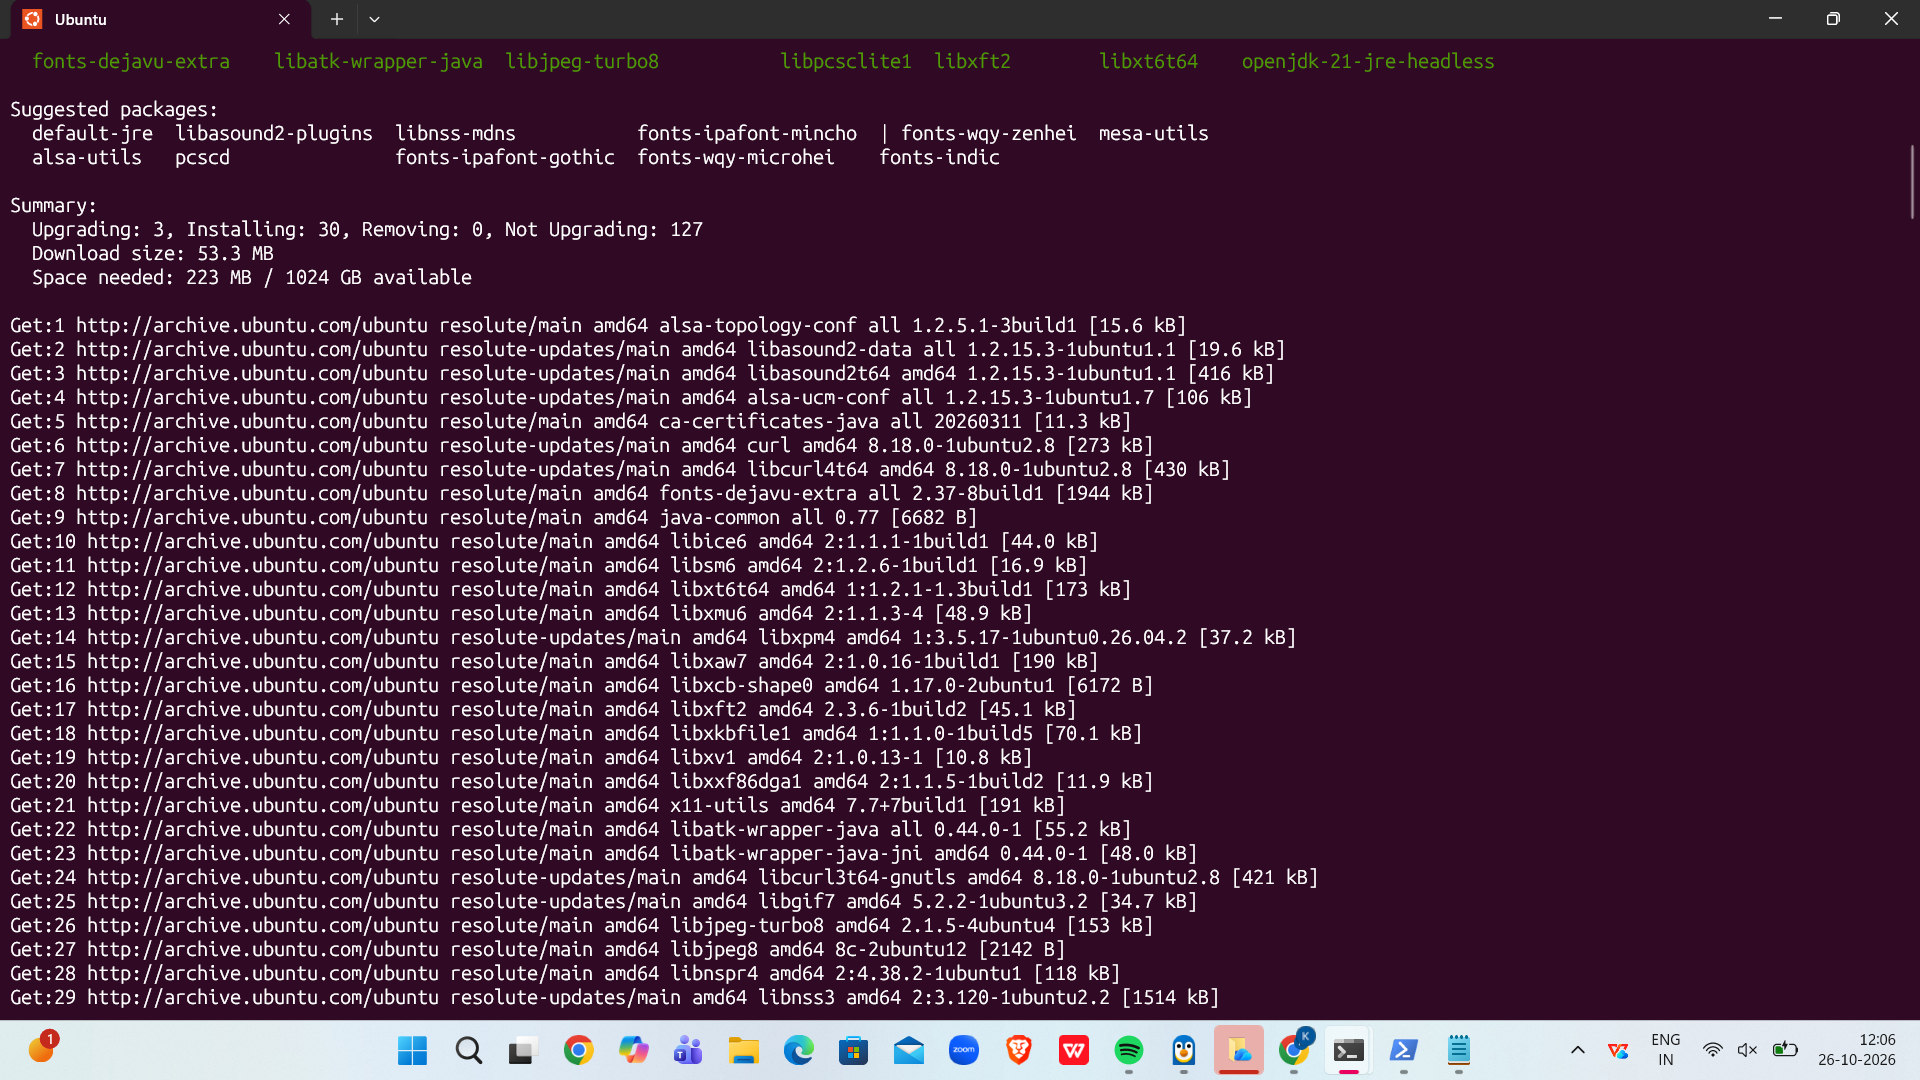 Ubuntu
fonts-dejavu-extra libatk-wrapper-java libjpeg-turbo8 libpcsclite1 libxft2 libxt6t64 openjdk-21-jre-headless
Suggested packages:
default-jre libasound2-plugins libnss-mdns fonts-ipafont-mincho | fonts-wqy-zenhei mesa-utils
alsa-utils pcscd fonts-ipafont-gothic fonts-wqy-microhei fonts-indic
Summary:
Upgrading: 3, Installing: 30, Removing: 0, Not Upgrading: 127
Download size: 53.3 MB
Space needed: 223 MB / 1024 GB available
Get:1 http://archive.ubuntu.com/ubuntu resolute/main amd64 alsa-topology-conf all 1.2.5.1-3build1 [15.6 kB]
Get:2 http://archive.ubuntu.com/ubuntu resolute-updates/main amd64 libasound2-data all 1.2.15.3-1ubuntu1.1 [19.6 kB]
Get:3 http://archive.ubuntu.com/ubuntu resolute-updates/main amd64 libasound2t64 amd64 1.2.15.3-1ubuntu1.1 [416 kB]
Get:4 http://archive.ubuntu.com/ubuntu resolute-updates/main amd64 alsa-ucm-conf all 1.2.15.3-1ubuntu1.7 [106 kB]
Get:5 http://archive.ubuntu.com/ubuntu resolute/main amd64 ca-certificates-java all 20260311 [11.3 kB]
Get:6 http://archive.ubuntu.com/ubuntu resolute-updates/main amd64 curl amd64 8.18.0-1ubuntu2.8 [273 kB]
Get:7 http://archive.ubuntu.com/ubuntu resolute-updates/main amd64 libcurl4t64 amd64 8.18.0-1ubuntu2.8 [430 kB]
Get:8 http://archive.ubuntu.com/ubuntu resolute/main amd64 fonts-dejavu-extra all 2.37-8build1 [1944 kB]
Get:9 http://archive.ubuntu.com/ubuntu resolute/main amd64 java-common all 0.77 [6682 B]
Get:10 http://archive.ubuntu.com/ubuntu resolute/main amd64 libice6 amd64 2:1.1.1-1build1 [44.0 kB]
Get:11 http://archive.ubuntu.com/ubuntu resolute/main amd64 libsm6 amd64 2:1.2.6-1build1 [16.9 kB]
Get:12 http://archive.ubuntu.com/ubuntu resolute/main amd64 libxt6t64 amd64 1:1.2.1-1.3build1 [173 kB]
Get:13 http://archive.ubuntu.com/ubuntu resolute/main amd64 libxmu6 amd64 2:1.1.3-4 [48.9 kB]
Get:14 http://archive.ubuntu.com/ubuntu resolute-updates/main amd64 libxpm4 amd64 1:3.5.17-1ubuntu0.26.04.2 [37.2 kB]
Get:15 http://archive.ubuntu.com/ubuntu resolute/main amd64 libxaw7 amd64 2:1.0.16-1build1 [190 kB]
Get:16 http://archive.ubuntu.com/ubuntu resolute/main amd64 libxcb-shape0 amd64 1.17.0-2ubuntu1 [6172 B]
Get:17 http://archive.ubuntu.com/ubuntu resolute/main amd64 libxft2 amd64 2.3.6-1build2 [45.1 kB]
Get:18 http://archive.ubuntu.com/ubuntu resolute/main amd64 libxkbfile1 amd64 1:1.1.0-1build5 [70.1 kB]
Get:19 http://archive.ubuntu.com/ubuntu resolute/main amd64 libxv1 amd64 2:1.0.13-1 [10.8 kB]
Get:20 http://archive.ubuntu.com/ubuntu resolute/main amd64 libxxf86dga1 amd64 2:1.1.5-1build2 [11.9 kB]
Get:21 http://archive.ubuntu.com/ubuntu resolute/main amd64 x11-utils amd64 7.7+7build1 [191 kB]
Get:22 http://archive.ubuntu.com/ubuntu resolute/main amd64 libatk-wrapper-java all 0.44.0-1 [55.2 kB]
Get:23 http://archive.ubuntu.com/ubuntu resolute/main amd64 libatk-wrapper-java-jni amd64 0.44.0-1 [48.0 kB]
Get:24 http://archive.ubuntu.com/ubuntu resolute-updates/main amd64 libcurl3t64-gnutls amd64 8.18.0-1ubuntu2.8 [421 kB]
Get:25 http://archive.ubuntu.com/ubuntu resolute-updates/main amd64 libgif7 amd64 5.2.2-1ubuntu3.2 [34.7 kB]
Get:26 http://archive.ubuntu.com/ubuntu resolute/main amd64 libjpeg-turbo8 amd64 2.1.5-4ubuntu4 [153 kB]
Get:27 http://archive.ubuntu.com/ubuntu resolute/main amd64 libjpeg8 amd64 8c-2ubuntu12 [2142 B]
Get:28 http://archive.ubuntu.com/ubuntu resolute/main amd64 libnspr4 amd64 2:4.38.2-1ubuntu1 [118 kB]
Get:29 http://archive.ubuntu.com/ubuntu resolute-updates/main amd64 libnss3 amd64 2:3.120-1ubuntu2.2 [1514 kB]
1
T
zoom
W
K
ENG
IN
12:06
26-10-2026